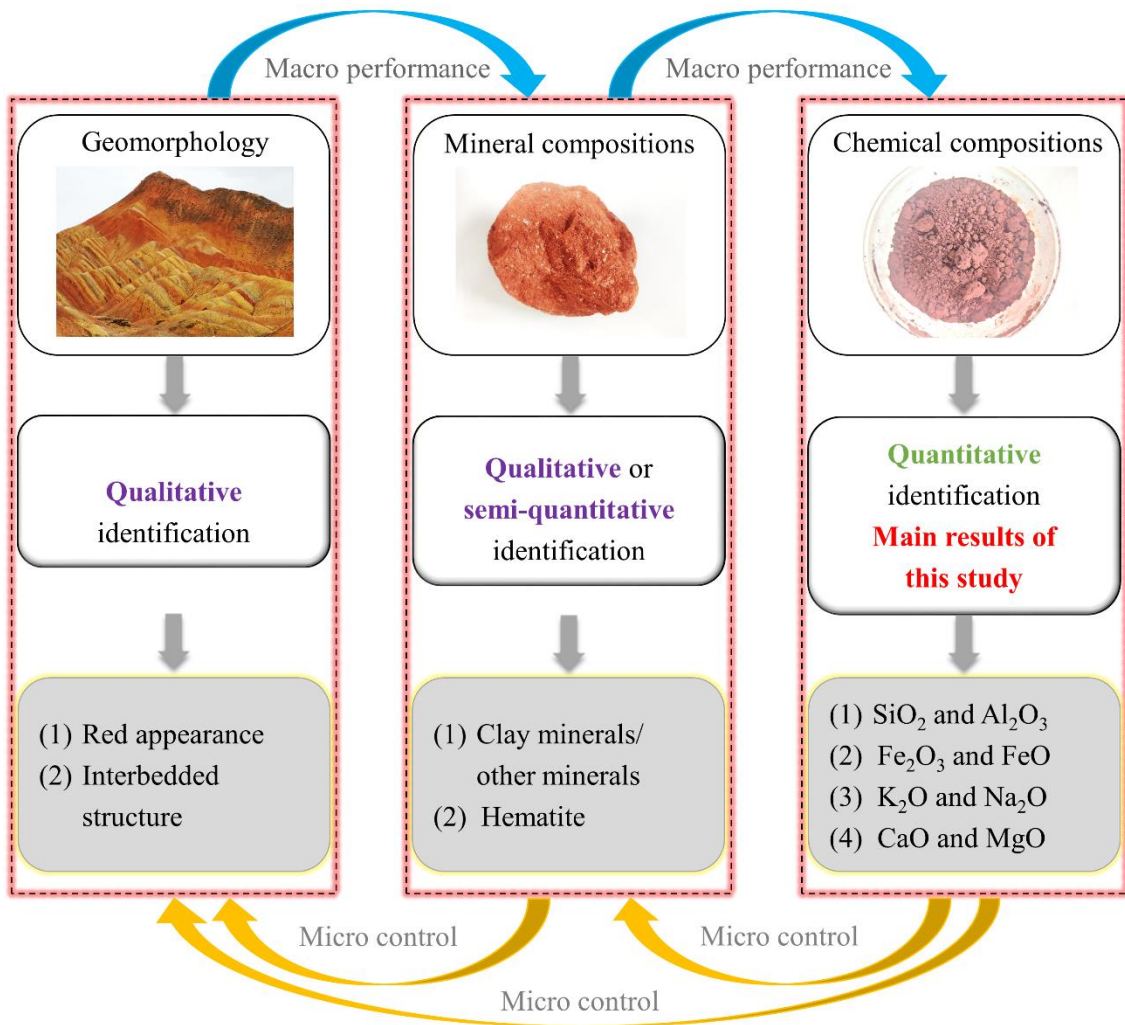 Macro performance
Macro performance
Geomorphology
Mineral compositions
Chemical compositions
Qualitative
identification
Qualitative or
semi-quantitative
identification
Quantitative
identification
Main results of
this study
(1) Red appearance
(2) Interbedded
structure
(1) Clay minerals/
other minerals
(2) Hematite
(1) SiO₂ and Al₂O₃
(2) Fe₂O₃ and FeO
(3) K₂O and Na₂O
(4) CaO and MgO
Micro control
Micro control
Micro control